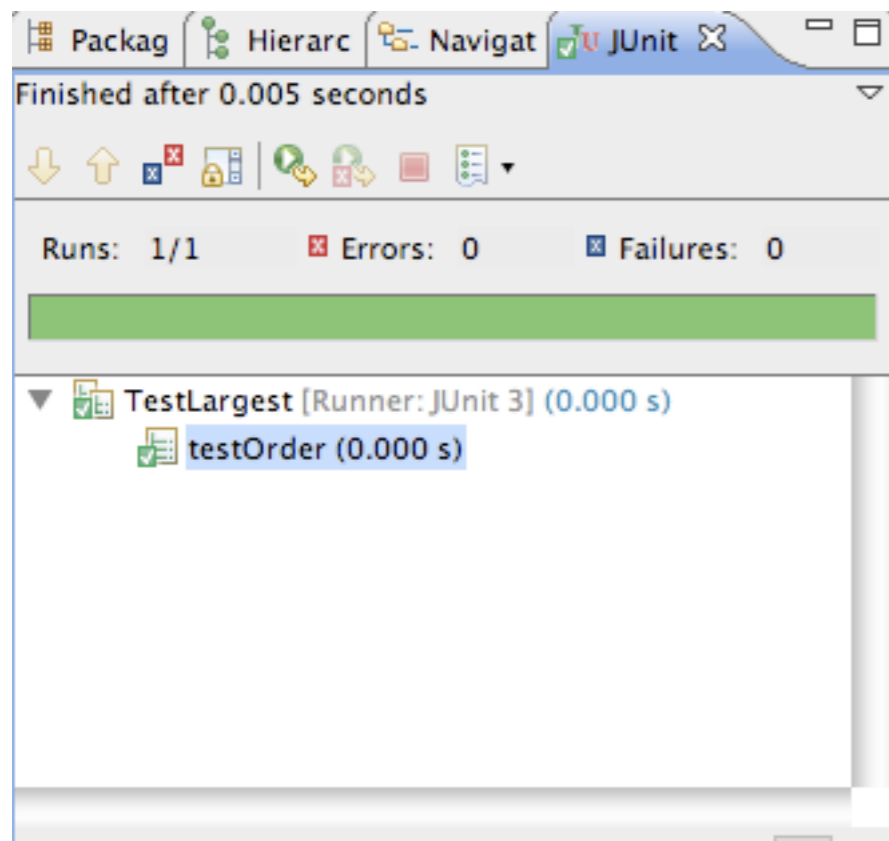 Packag Hierarc Navigat JUnit
Finished after 0.005 seconds
Runs: 1/1 Errors: 0 Failures: 0
TestLargest [Runner: JUnit 3] (0.000 s)
testOrder (0.000 s)